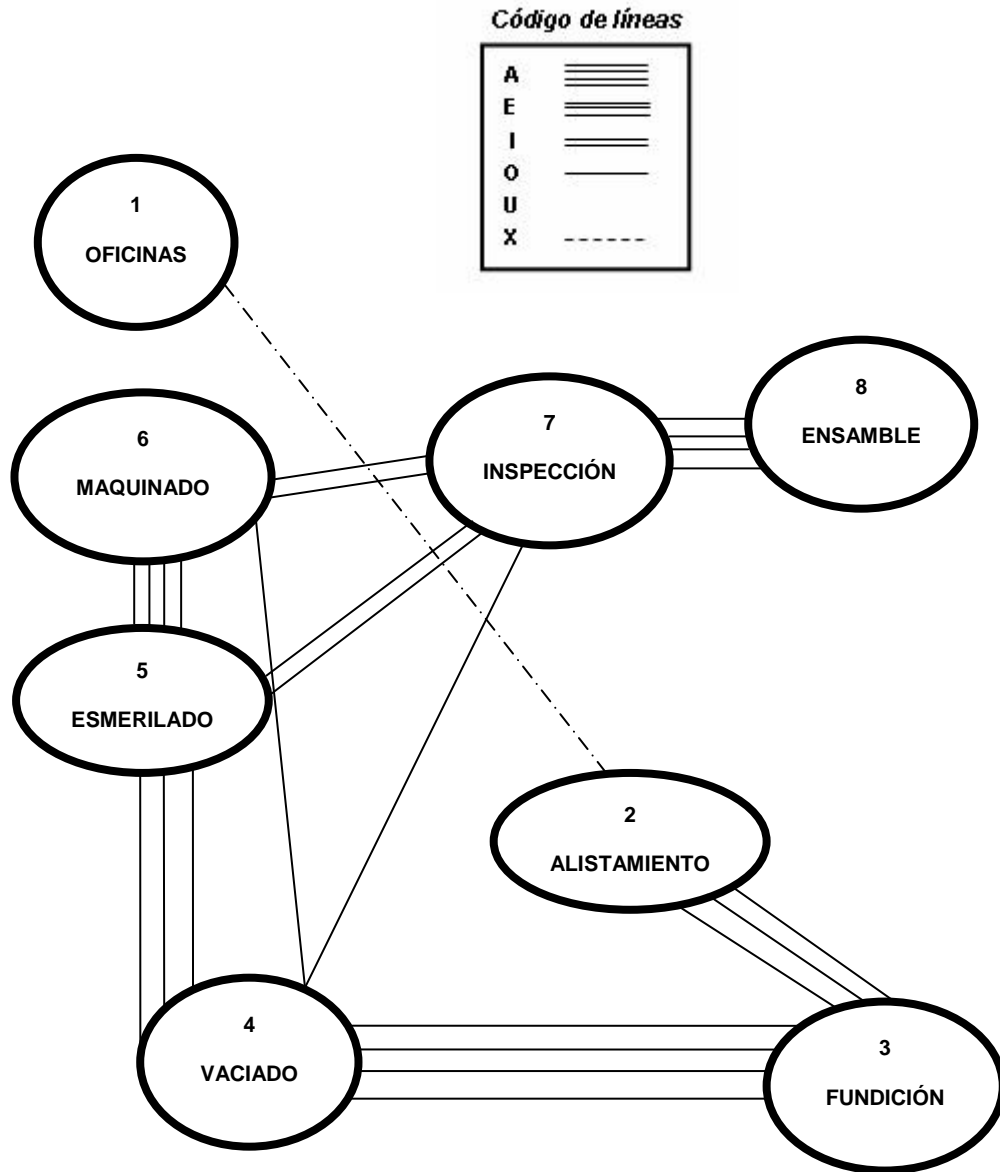 Código de líneas
A
E
I
O
U
X
1
OFICINAS
6
MAQUINADO
7
INSPECCIÓN
8
ENSAMBLE
5
ESMERILADO
2
ALISTAMIENTO
4
VACIADO
3
FUNDICIÓN